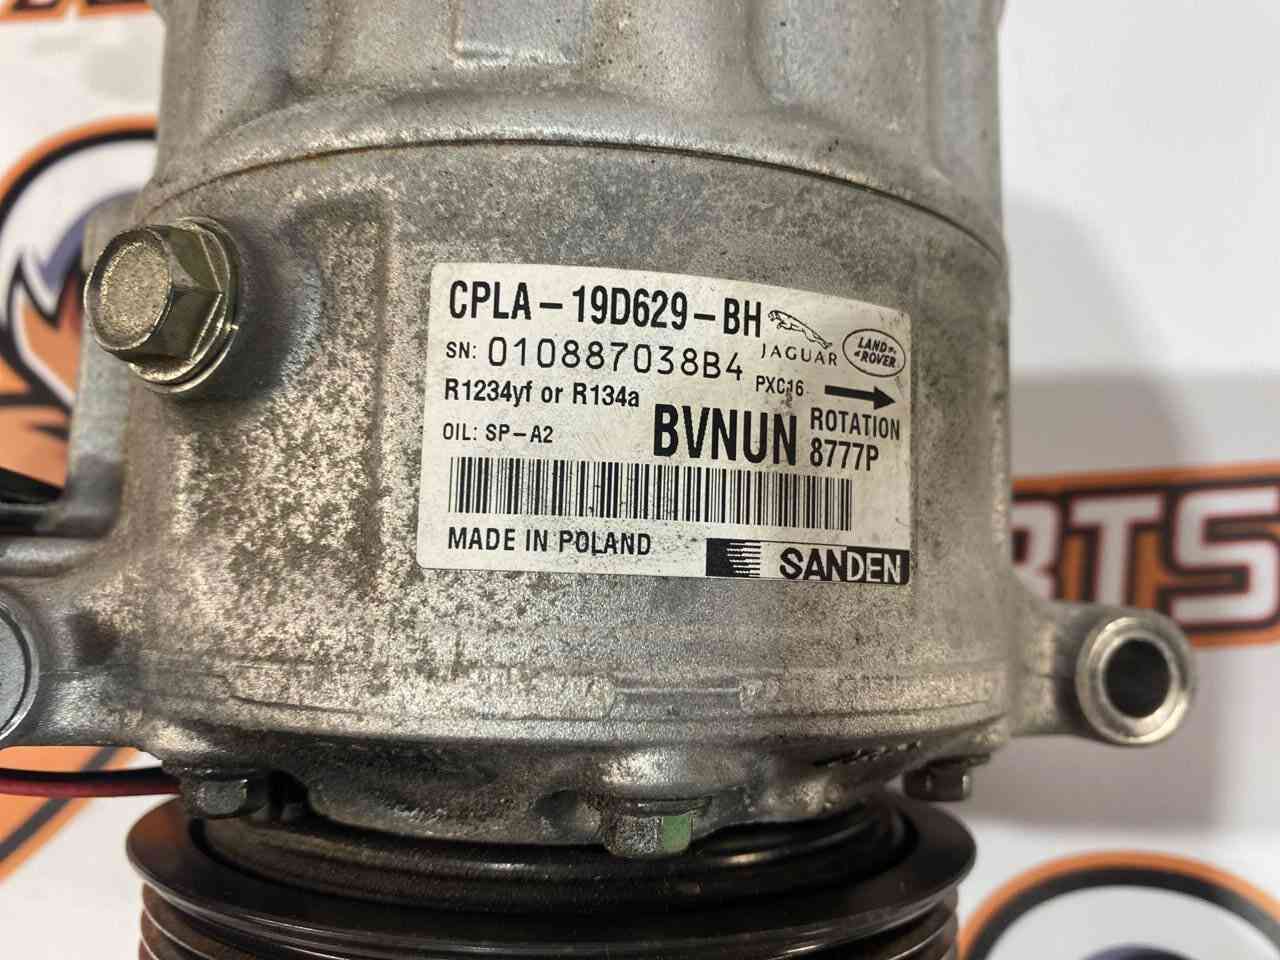 CPLA-19D629-BH
JAGUAR
LAND-
ROVER
SN: 010887038B4
PXC16
R1234yf or R134a
ROTATION
OIL: SP-A2
BVNUN
8777P
MADE IN POLAND
SANDEN
RTS